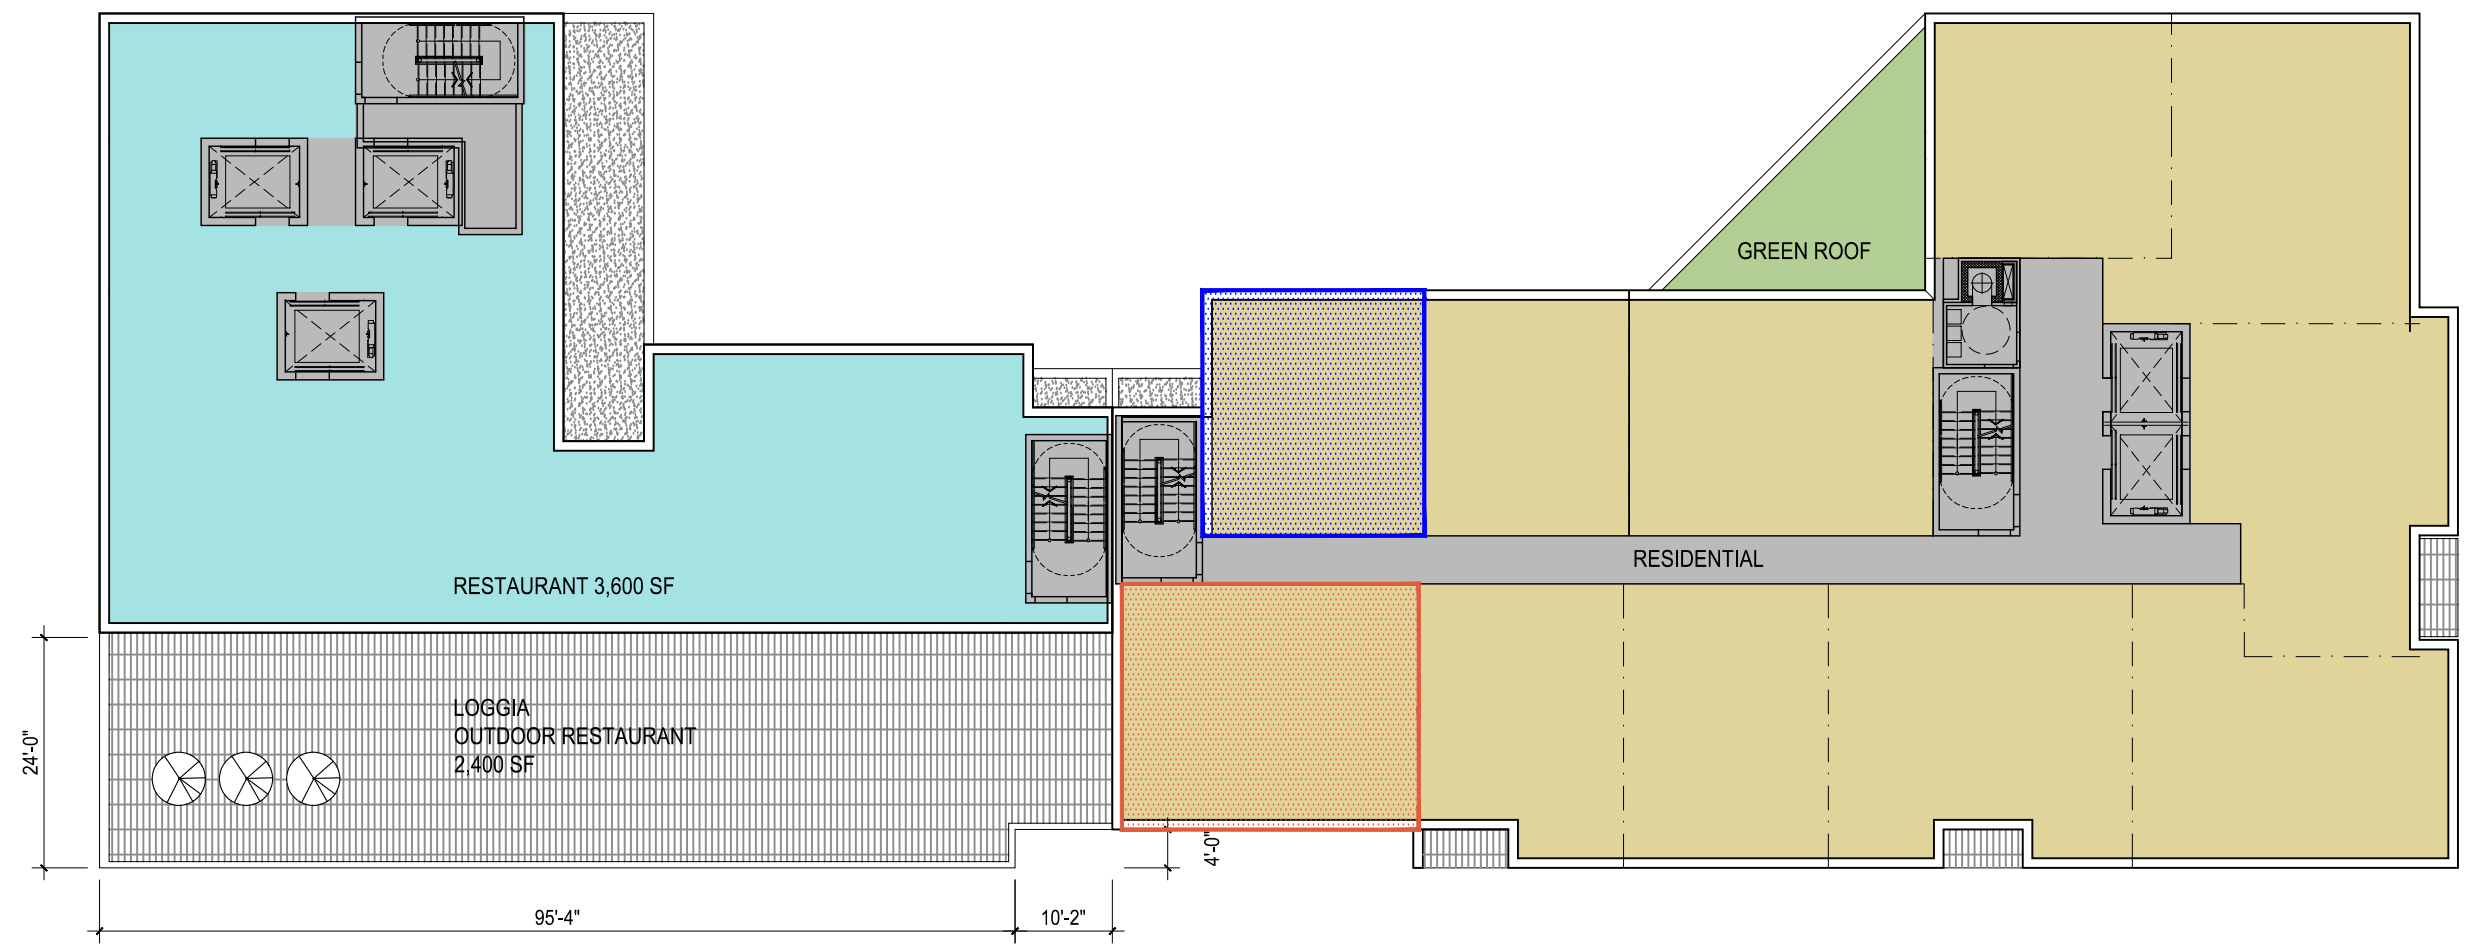 GREEN ROOF
RESIDENTIAL
RESTAURANT 3,600 SF
LOGGIA
OUTDOOR RESTAURANT
2,400 SF
24'-0"
4'-0"
95'-4"
10'-2"